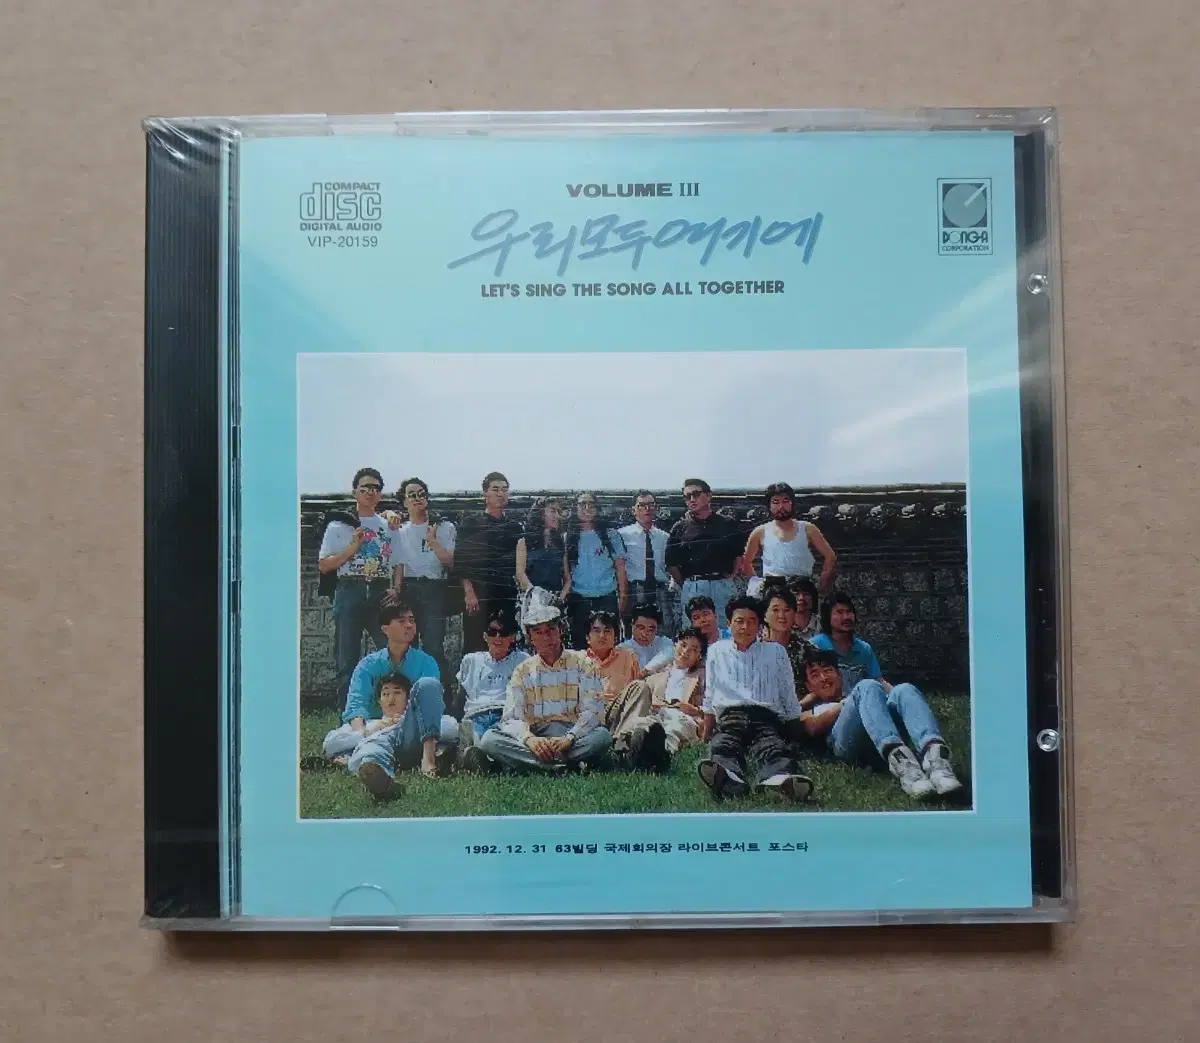 COMPACT
disc
DIGITAL AUDIO
VIP-20159
VOLUME III
우리모두여기에
LET'S SING THE SONG ALL TOGETHER
DONG-A
CORPORATION
1992. 12. 31 63빌딩 국제회의장 라이브콘서트 포스타